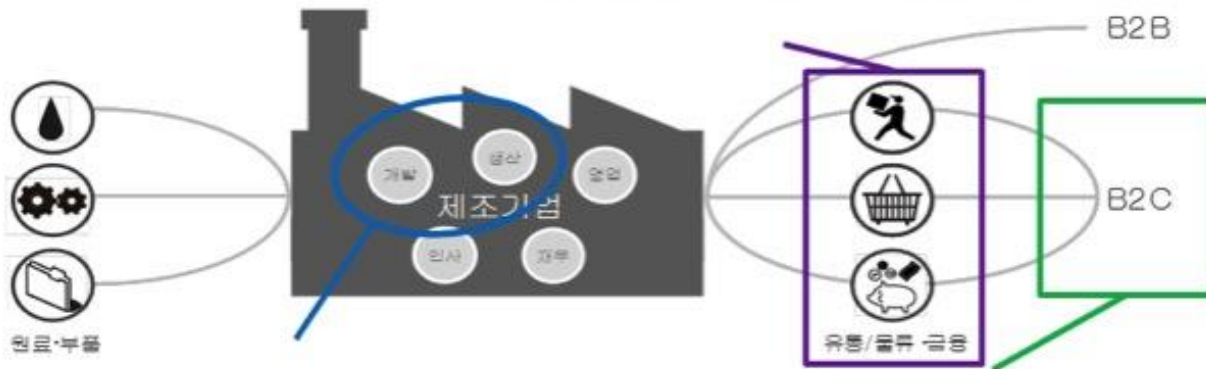 B2B
개발
생산
영업
제조기업
B2C
인사
재무
원료·부품
유통/물류·금융